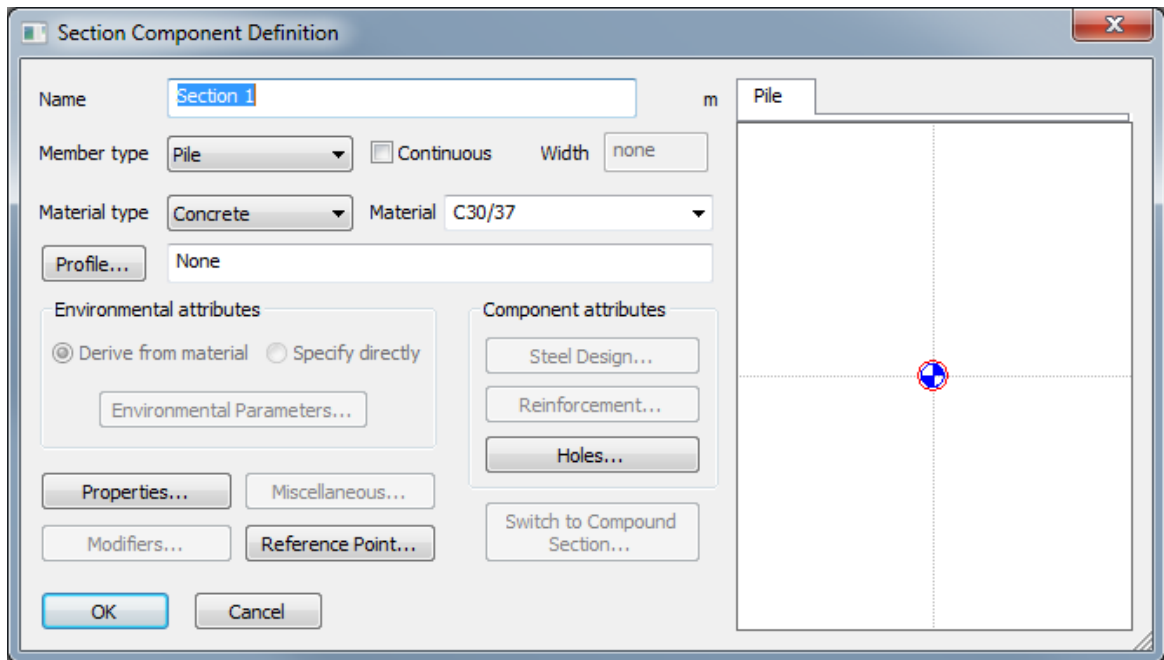 Section Component Definition
Name Section 1 m
Pile
Member type Pile Continuous Width none
Material type Concrete Material C30/37
Profile... None
Environmental attributes
Derive from material Specify directly
Environmental Parameters...
Component attributes
Steel Design...
Reinforcement...
Holes...
Properties... Miscellaneous...
Modifiers... Reference Point...
Switch to Compound
Section...
OK Cancel